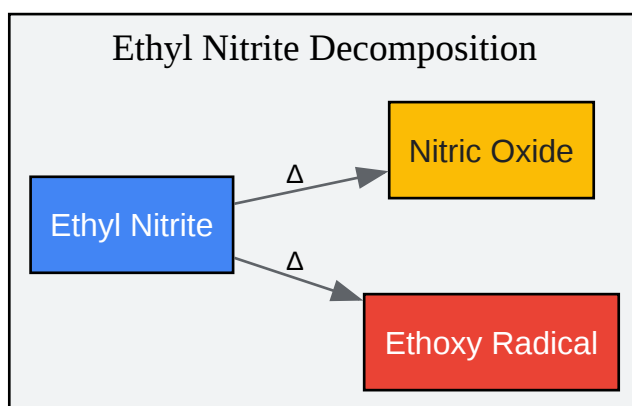 Ethyl Nitrite Decomposition
Nitric Oxide
Δ
Ethyl Nitrite
Δ
Ethoxy Radical